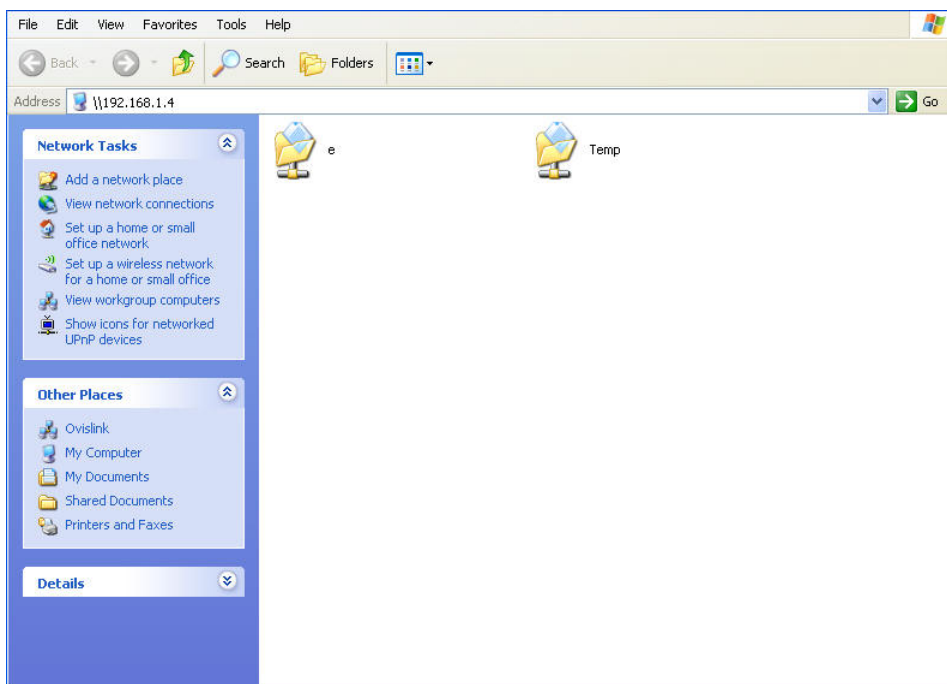 File Edit View Favorites Tools Help
Back Search Folders
Address \\192.168.1.4 Go
Network Tasks
Add a network place
View network connections
Set up a home or small
office network
Set up a wireless network
for a home or small office
View workgroup computers
Show icons for networked
UPnP devices
Other Places
Ovislink
My Computer
My Documents
Shared Documents
Printers and Faxes
Details
e
Temp